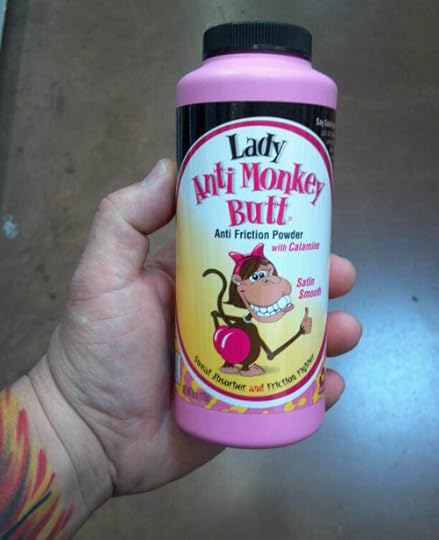 Lady
Anti Monkey
Butt
Anti Friction Powder
with Calamine
Satin
Smooth
Sweat Absorber and Friction Fighter